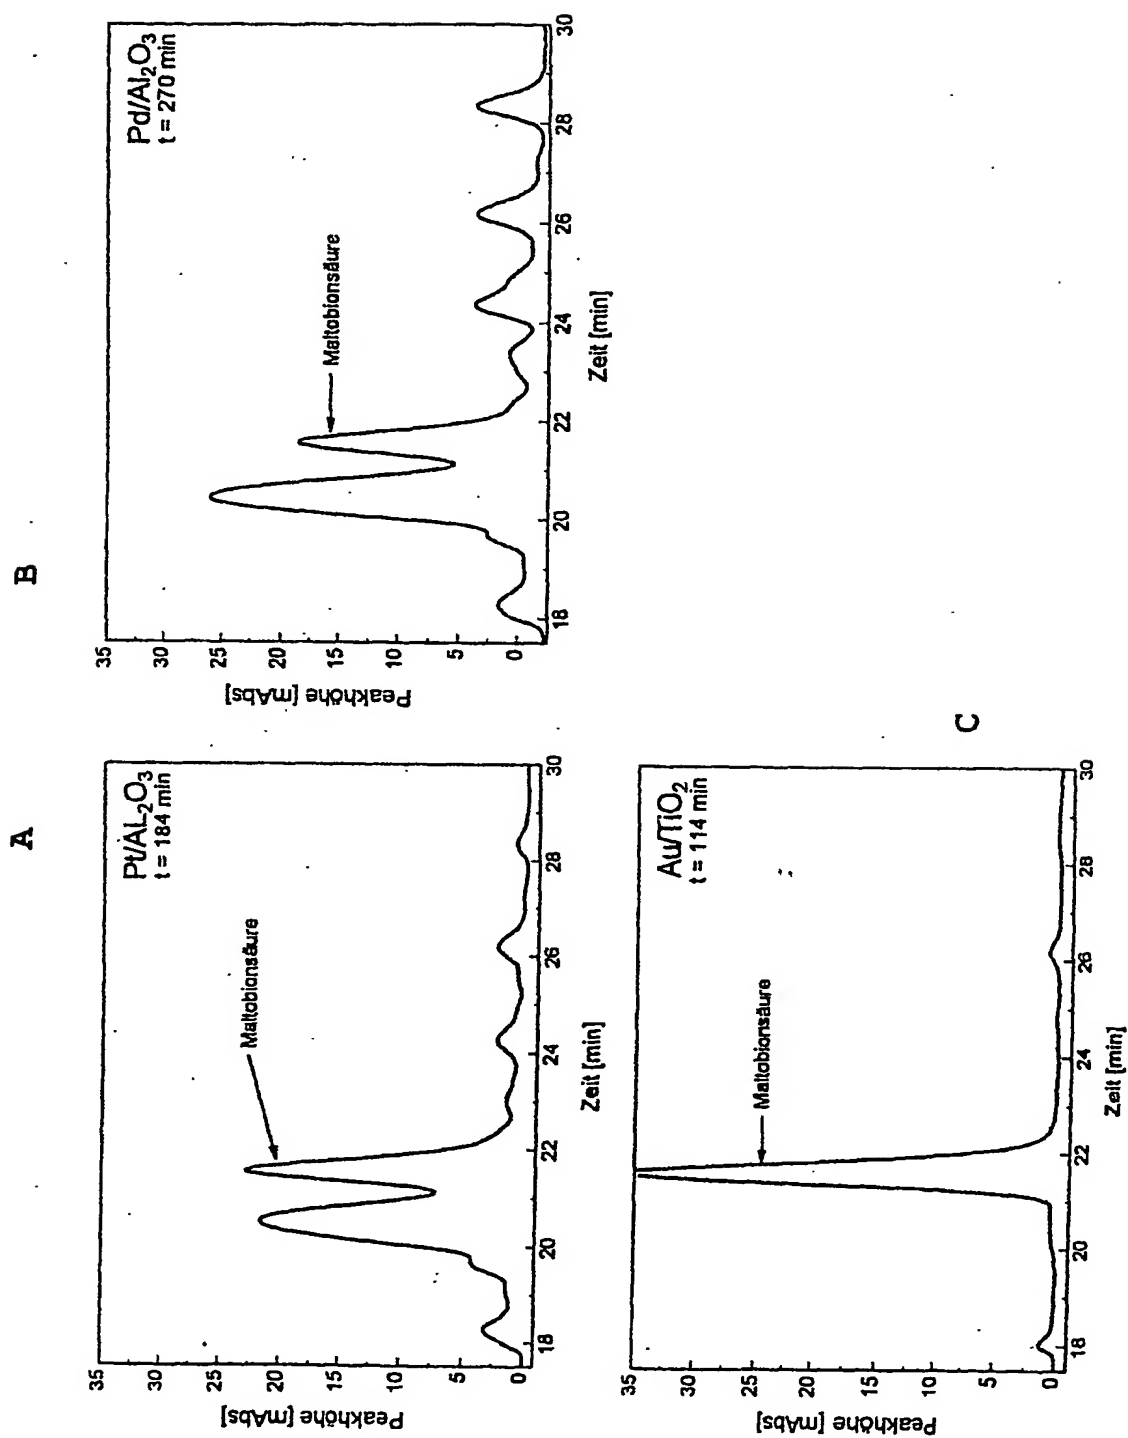 A
Pt/Al₂O₃
t = 184 min
Maltobionsäure
35
30
25
20
15
10
5
0
Peakhöhe [mAbs]
18
20
22
24
26
28
30
Zeit [min]
B
Pd/Al₂O₃
t = 270 min
Maltobionsäure
35
30
25
20
15
10
5
0
Peakhöhe [mAbs]
18
20
22
24
26
28
30
Zeit [min]
C
Au/TiO₂
t = 114 min
Maltobionsäure
35
30
25
20
15
10
5
0
Peakhöhe [mAbs]
18
20
22
24
26
28
30
Zeit [min]